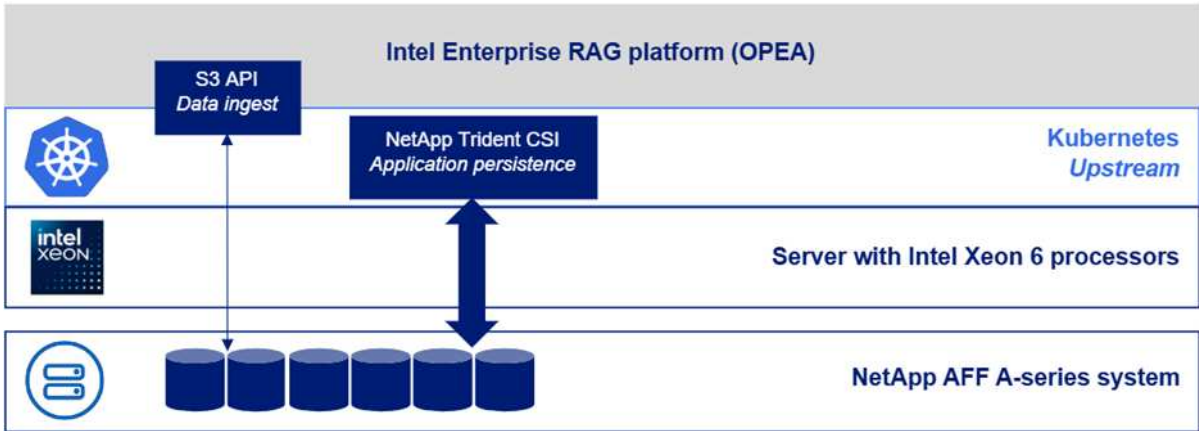 Intel Enterprise RAG platform (OPEA)
S3 API
Data ingest
NetApp Trident CSI
Application persistence
Kubernetes
Upstream
intel
xeon
Server with Intel Xeon 6 processors
NetApp AFF A-series system